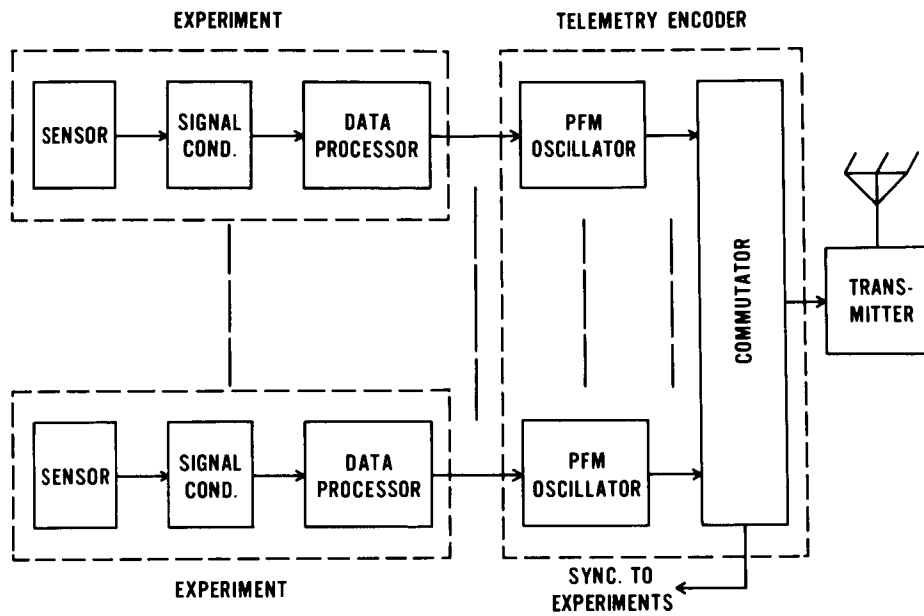 EXPERIMENT
TELEMETRY ENCODER
SENSOR
SIGNAL
COND.
DATA
PROCESSOR
PFM
OSCILLATOR
COMMUTATOR
TRANS-
MITTER
SENSOR
SIGNAL
COND.
DATA
PROCESSOR
PFM
OSCILLATOR
EXPERIMENT
SYNC. TO
EXPERIMENTS